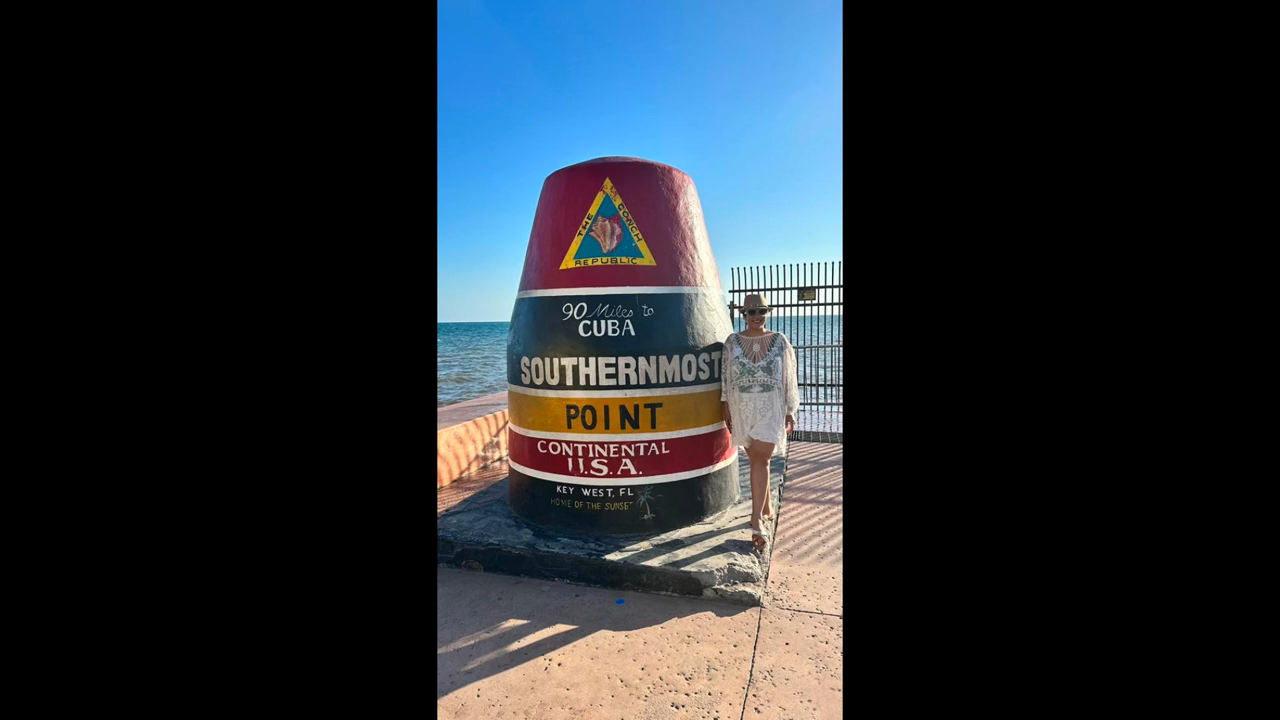 THE CONCH
REPUBLIC
90 Miles to
CUBA
SOUTHERNMOST
POINT
CONTINENTAL
U.S.A.
KEY WEST, FL
HOME OF THE SUNSET